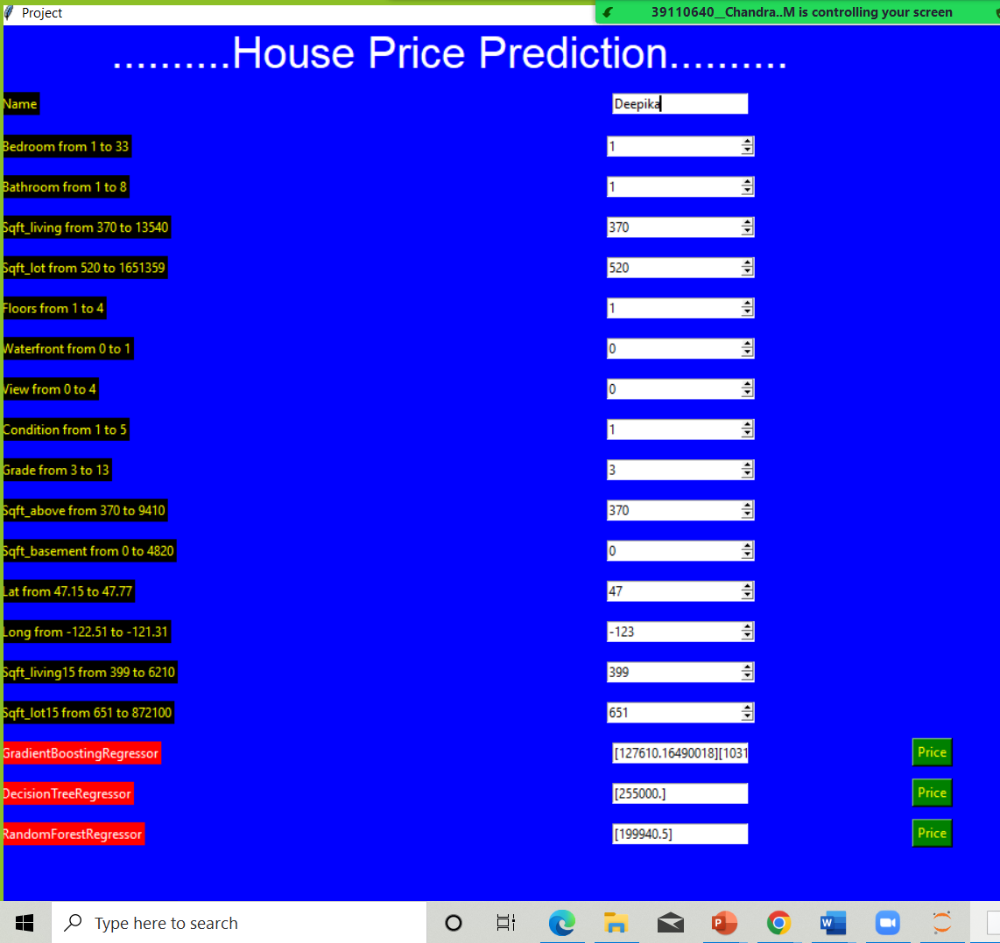 Project
39110640__Chandra..M is controlling your screen
..........House Price Prediction..........
Name Deepika
Bedroom from 1 to 33 1
Bathroom from 1 to 8 1
Sqft_living from 370 to 13540 370
Sqft_lot from 520 to 1651359 520
Floors from 1 to 4 1
Waterfront from 0 to 1 0
View from 0 to 4 0
Condition from 1 to 5 1
Grade from 3 to 13 3
Sqft_above from 370 to 9410 370
Sqft_basement from 0 to 4820 0
Lat from 47.15 to 47.77 47
Long from -122.51 to -121.31 -123
Sqft_living15 from 399 to 6210 399
Sqft_lot15 from 651 to 872100 651
GradientBoostingRegressor [127610.16490018][1031 Price
DecisionTreeRegressor [255000.] Price
RandomForestRegressor [199940.5] Price
Type here to search
P
W